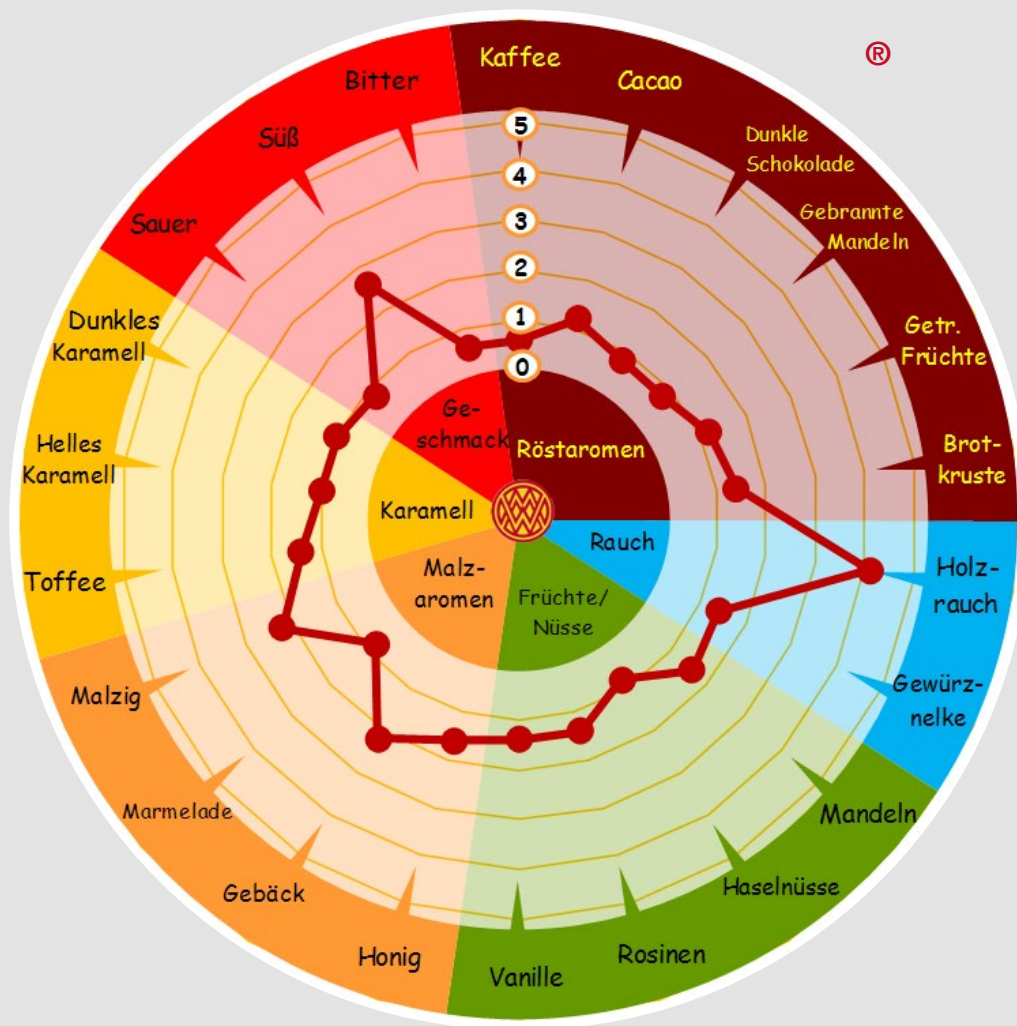 ®
Kaffee
Cacao
Dunkle
Schokolade
Gebrannte
Mandeln
Getr.
Früchte
Brot-
kruste
Holz-
rauch
Gewürz-
nelke
Mandeln
Haselnüsse
Rosinen
Vanille
Honig
Gebäck
Marmelade
Malzig
Toffee
Helles
Karamell
Dunkles
Karamell
Sauer
Süß
Bitter
5
4
3
2
1
0
Ge-
schmack
Röstaromen
Karamell
Rauch
Malz-
aromen
Früchte/
Nüsse